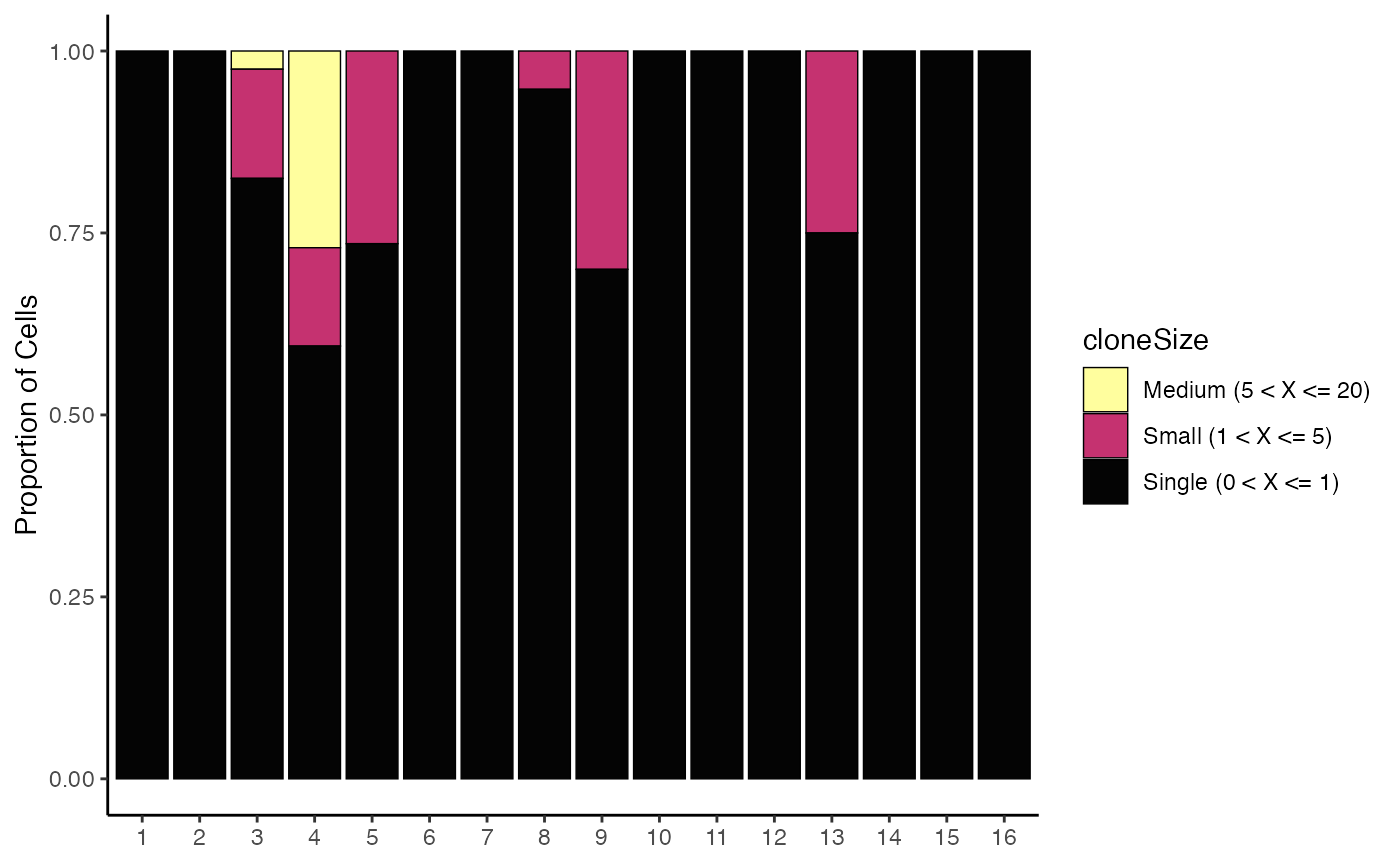 Proportion of Cells
1.00
0.75
0.50
0.25
0.00
1 2 3 4 5 6 7 8 9 10 11 12 13 14 15 16
cloneSize
Medium (5 < X <= 20)
Small (1 < X <= 5)
Single (0 < X <= 1)